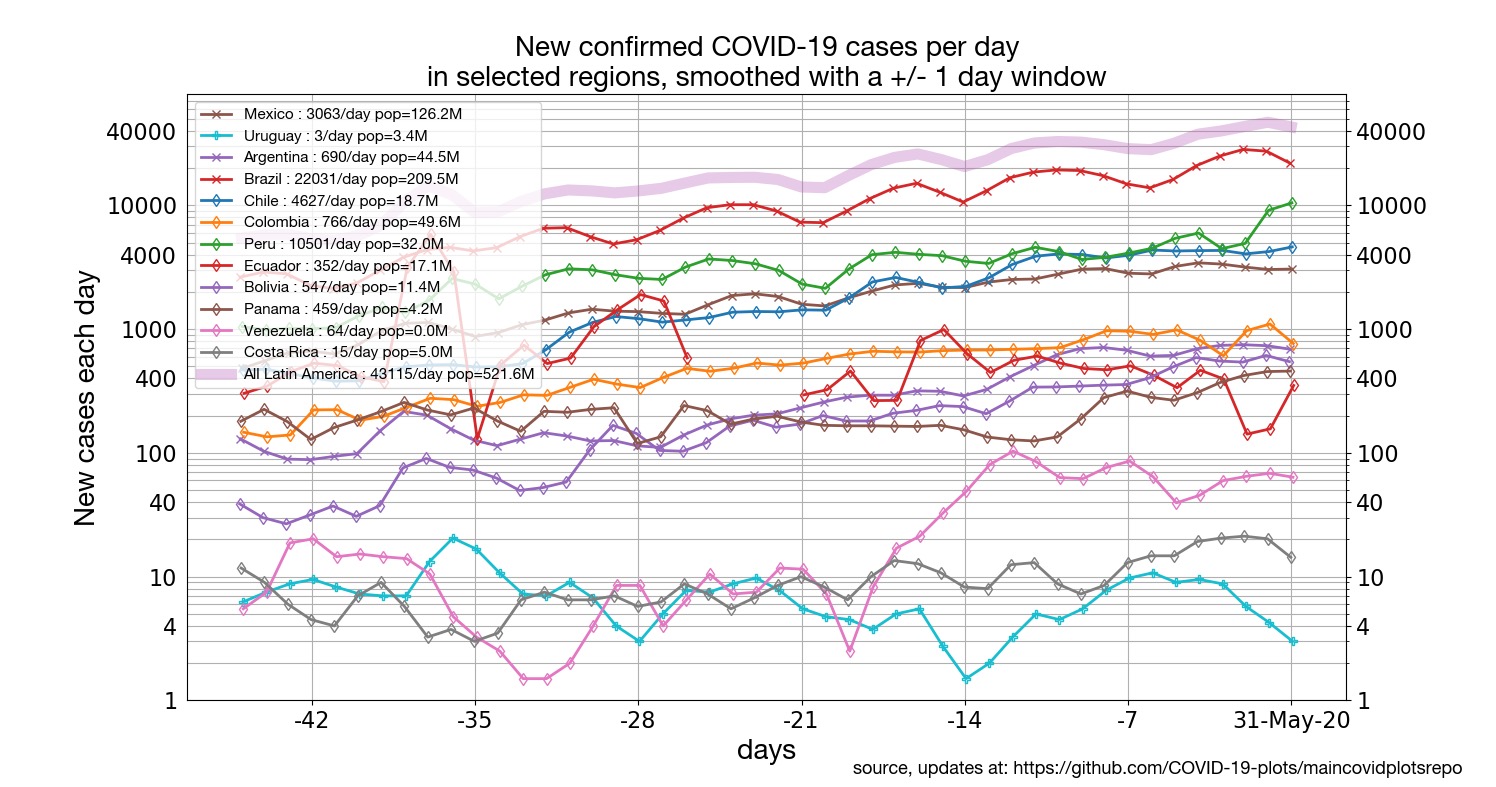 New confirmed COVID-19 cases per day
in selected regions, smoothed with a +/- 1 day window
Mexico : 3063/day pop=126.2M
Uruguay : 3/day pop=3.4M
Argentina : 690/day pop=44.5M
Brazil : 22031/day pop=209.5M
Chile : 4627/day pop=18.7M
Colombia : 766/day pop=49.6M
Peru : 10501/day pop=32.0M
Ecuador : 352/day pop=17.1M
Bolivia : 547/day pop=11.4M
Panama : 459/day pop=4.2M
Venezuela : 64/day pop=0.0M
Costa Rica : 15/day pop=5.0M
All Latin America : 43115/day pop=521.6M
New cases each day
40000
10000
4000
1000
400
100
40
10
4
1
40000
10000
4000
1000
400
100
40
10
4
1
-42
-35
-28
-21
-14
-7
31-May-20
days
source, updates at: https://github.com/COVID-19-plots/maincovidplotsrepo